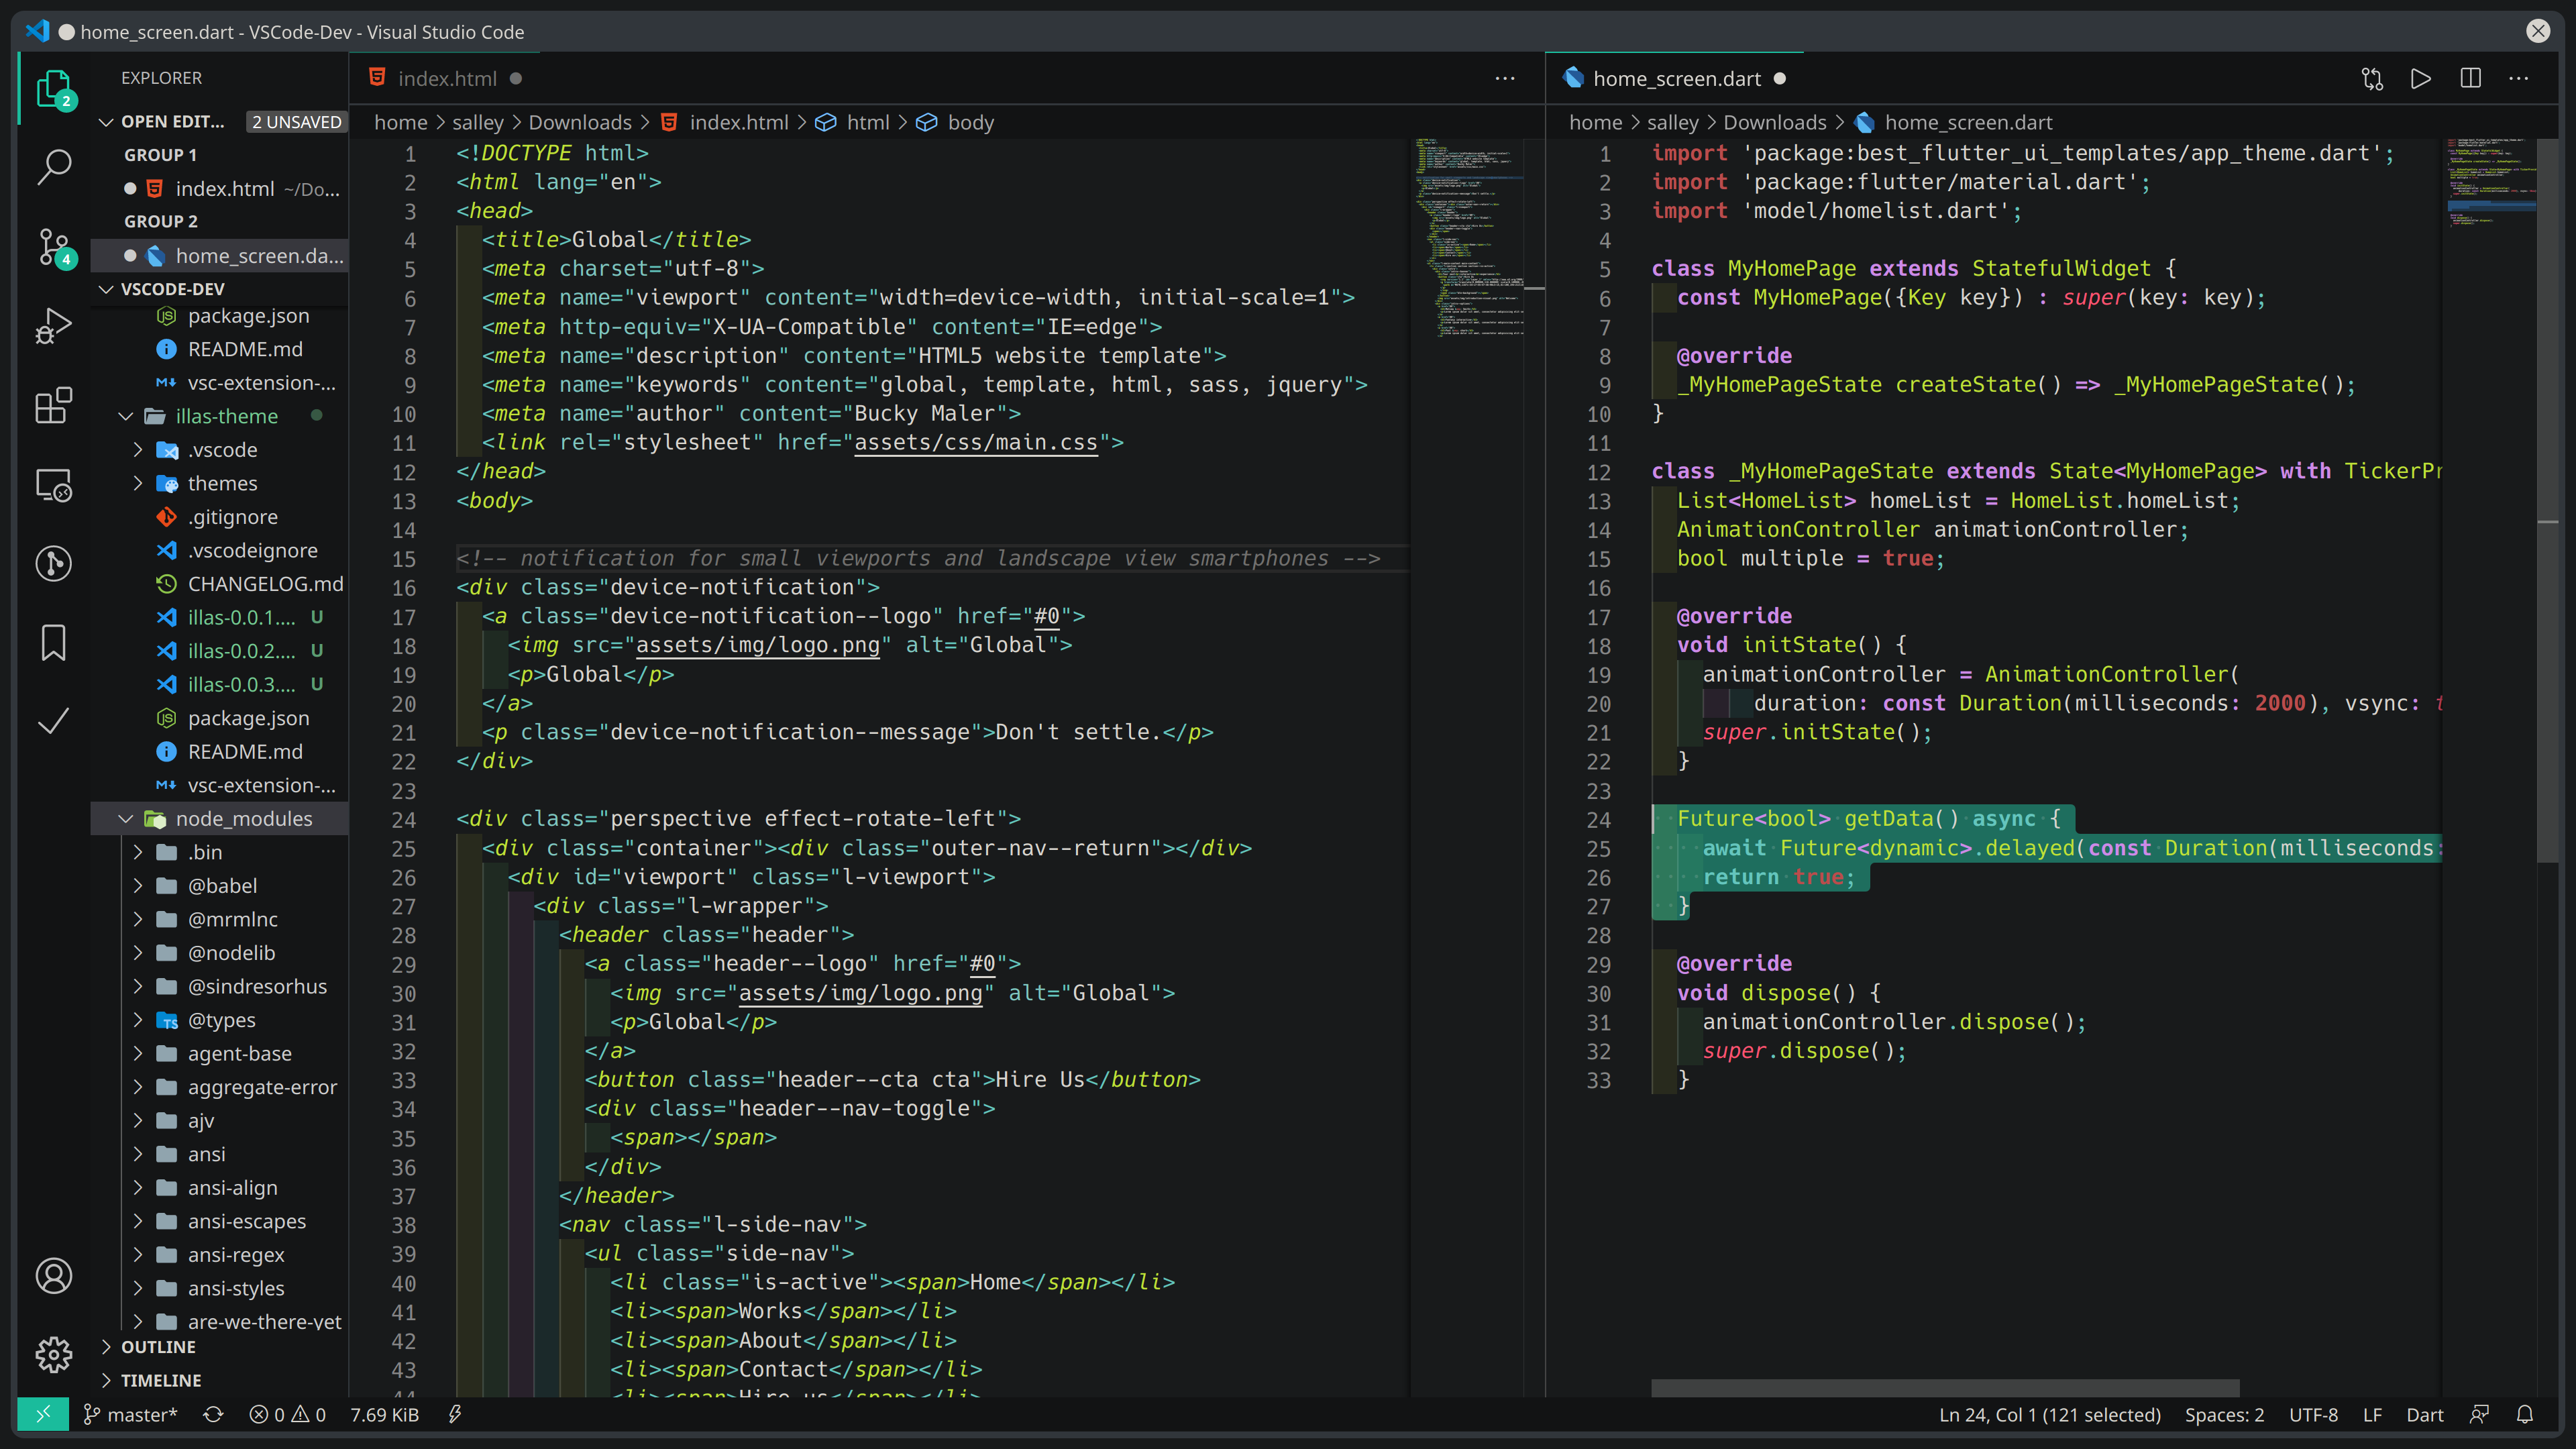 home_screen.dart - VSCode-Dev - Visual Studio Code
EXPLORER
OPEN EDIT... 2 UNSAVED
GROUP 1
index.html ~/Do...
GROUP 2
home_screen.da...
VSCODE-DEV
package.json
README.md
vsc-extension-...
illas-theme
.vscode
themes
.gitignore
.vscodeignore
CHANGELOG.md
illas-0.0.1.... U
illas-0.0.2.... U
illas-0.0.3.... U
package.json
README.md
vsc-extension-...
node_modules
.bin
@babel
@mrmlnc
@nodelib
@sindresorhus
@types
agent-base
aggregate-error
ajv
ansi
ansi-align
ansi-escapes
ansi-regex
ansi-styles
are-we-there-yet
OUTLINE
TIMELINE
2
4
index.html
home > salley > Downloads > index.html > html > body
1 <!DOCTYPE html>
2 <html lang="en">
3 <head>
4 <title>Global</title>
5 <meta charset="utf-8">
6 <meta name="viewport" content="width=device-width, initial-scale=1">
7 <meta http-equiv="X-UA-Compatible" content="IE=edge">
8 <meta name="description" content="HTML5 website template">
9 <meta name="keywords" content="global, template, html, sass, jquery">
10 <meta name="author" content="Bucky Maler">
11 <link rel="stylesheet" href="assets/css/main.css">
12 </head>
13 <body>
14
15 <!-- notification for small viewports and landscape view smartphones -->
16 <div class="device-notification">
17 <a class="device-notification--logo" href="#0">
18 <img src="assets/img/logo.png" alt="Global">
19 <p>Global</p>
20 </a>
21 <p class="device-notification--message">Don't settle.</p>
22 </div>
23
24 <div class="perspective effect-rotate-left">
25 <div class="container"><div class="outer-nav--return"></div>
26 <div id="viewport" class="l-viewport">
27 <div class="l-wrapper">
28 <header class="header">
29 <a class="header--logo" href="#0">
30 <img src="assets/img/logo.png" alt="Global">
31 <p>Global</p>
32 </a>
33 <button class="header--cta cta">Hire Us</button>
34 <div class="header--nav-toggle">
35 <span></span>
36 </div>
37 </header>
38 <nav class="l-side-nav">
39 <ul class="side-nav">
40 <li class="is-active"><span>Home</span></li>
41 <li><span>Works</span></li>
42 <li><span>About</span></li>
43 <li><span>Contact</span></li>
44 <li><span>Hire us</span></li>
home_screen.dart
home > salley > Downloads > home_screen.dart
1 import 'package:best_flutter_ui_templates/app_theme.dart';
2 import 'package:flutter/material.dart';
3 import 'model/homelist.dart';
4
5 class MyHomePage extends StatefulWidget {
6 const MyHomePage({Key key}) : super(key: key);
7
8 @override
9 _MyHomePageState createState() => _MyHomePageState();
10 }
11
12 class _MyHomePageState extends State<MyHomePage> with TickerPr
13 List<HomeList> homeList = HomeList.homeList;
14 AnimationController animationController;
15 bool multiple = true;
16
17 @override
18 void initState() {
19 animationController = AnimationController(
20 duration: const Duration(milliseconds: 2000), vsync: t
21 super.initState();
22 }
23
24 Future<bool> getData() async {
25 await Future<dynamic>.delayed(const Duration(milliseconds:
26 return true;
27 }
28
29 @override
30 void dispose() {
31 animationController.dispose();
32 super.dispose();
33 }
master* 0 0 7.69 KiB
Ln 24, Col 1 (121 selected) Spaces: 2 UTF-8 LF Dart